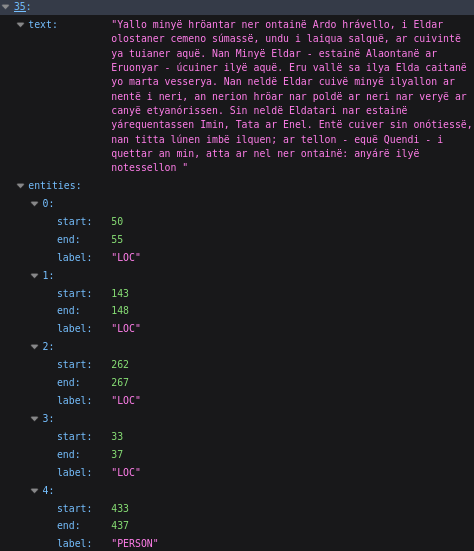 35:
text: "Yallo minyë hröantar ner ontainë Ardo hrávello, i Eldar
olostaner cemeno súmassë, undu i laiqua salquë, ar cuivintë
ya tuianer aquë. Nan Minyë Eldar - estainë Alaontanë ar
Eruonyar - úcuiner ilyë aquë. Eru vallë sa ilya Elda caitanë
yo marta vesserya. Nan neldë Eldar cuivë minyë ilyallon ar
nentë i neri, an nerion hröar nar poldë ar neri nar veryë ar
canyë etyanórissen. Sin neldë Eldatari nar estainë
yárequentassen Imin, Tata ar Enel. Entë cuiver sin onótiessë,
nan titta lúnen imbë ilquen; ar tellon - equë Quendi - i
quettar an min, atta ar nel ner ontainë: anyárë ilyë
notessellon "
entities:
0:
start: 50
end: 55
label: "LOC"
1:
start: 143
end: 148
label: "LOC"
2:
start: 262
end: 267
label: "LOC"
3:
start: 33
end: 37
label: "LOC"
4:
start: 433
end: 437
label: "PERSON"